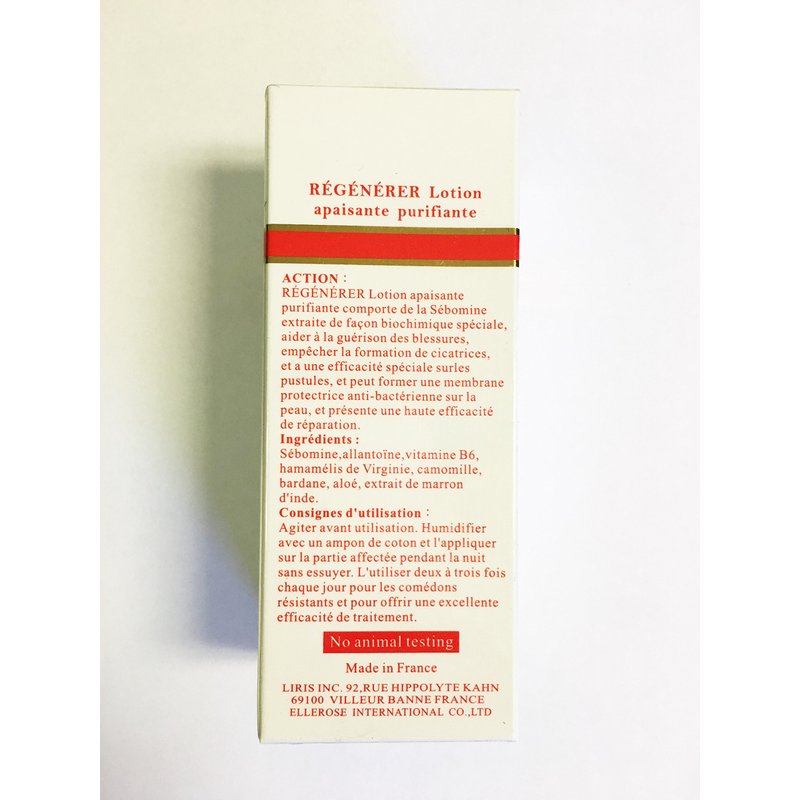 RÉGÉNÉRER Lotion
apaisante purifiante
ACTION：
RÉGÉNÉRER Lotion apaisante
purifiante comporte de la Sébomine
extraite de façon biochimique spéciale,
aider à la guérison des blessures,
empêcher la formation de cicatrices,
et a une efficacité spéciale surles
pustules, et peut former une membrane
protectrice anti-bactérienne sur la
peau, et présente une haute efficacité
de réparation.
Ingrédients :
Sébomine,allantoïne,vitamine B6,
hamamélis de Virginie, camomille,
bardane, aloé, extrait de marron
d'inde.
Consignes d'utilisation：
Agiter avant utilisation. Humidifier
avec un ampon de coton et l'appliquer
sur la partie affectée pendant la nuit
sans essuyer. L'utiliser deux à trois fois
chaque jour pour les comédons
résistants et pour offrir une excellente
efficacité de traitement.
No animal testing
Made in France
LIRIS INC. 92,RUE HIPPOLYTE KAHN
69100 VILLEUR BANNE FRANCE
ELLEROSE INTERNATIONAL CO.,LTD